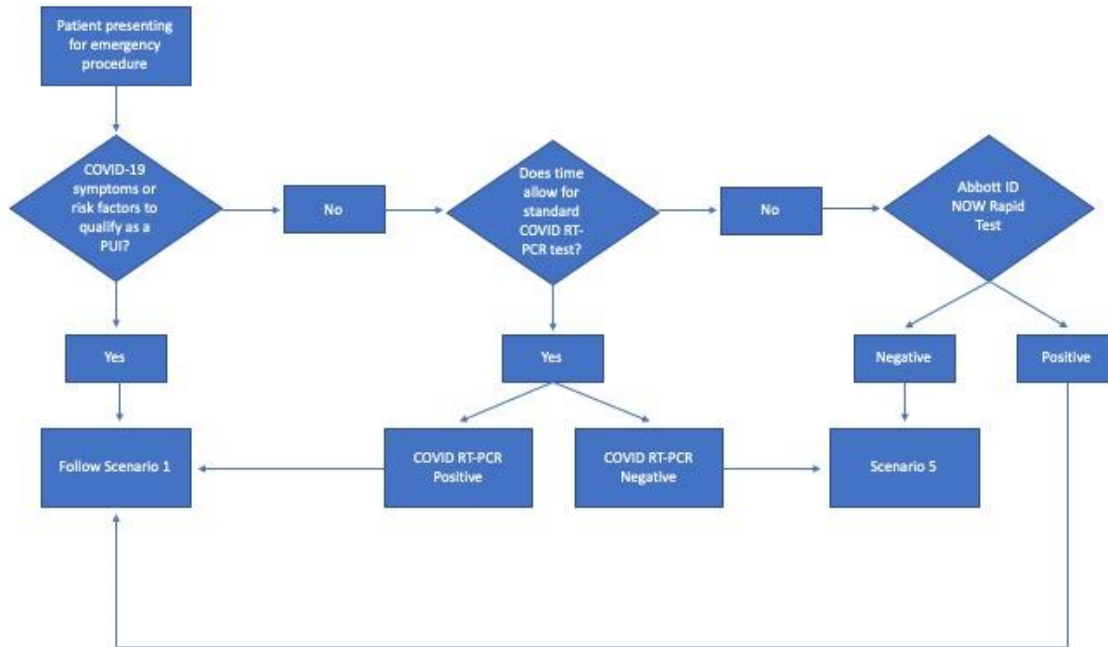 Patient presenting
for emergency
procedure
COVID-19
symptoms or
risk factors to
qualify as a
PUI?
No
Does time
allow for
standard
COVID RT-
PCR test?
No
Abbott ID
NOW Rapid
Test
Yes
Yes
Negative
Positive
Follow Scenario 1
COVID RT-PCR
Positive
COVID RT-PCR
Negative
Scenario 5